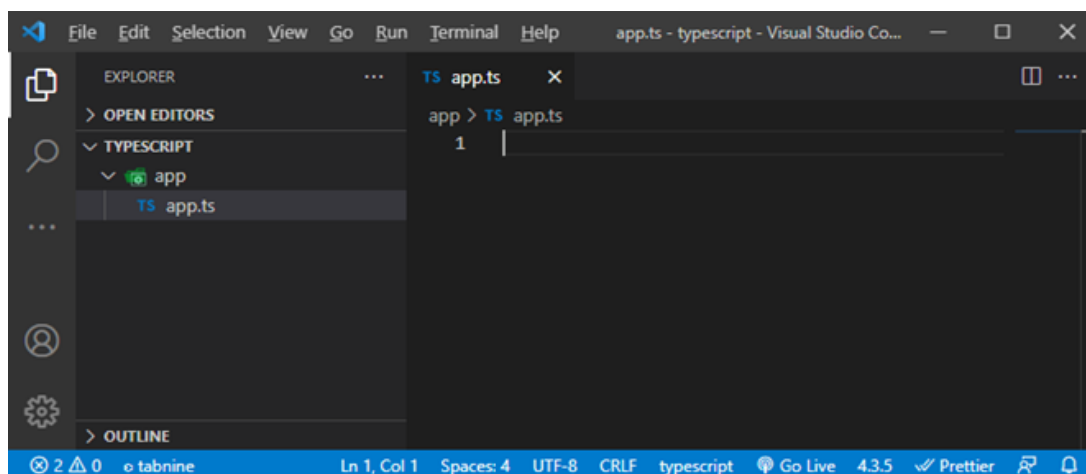 File Edit Selection View Go Run Terminal Help app.ts - typescript - Visual Studio Co...
EXPLORER
OPEN EDITORS
TYPESCRIPT
app
TS app.ts
OUTLINE
TS app.ts
app > TS app.ts
1
2 0 tabnine Ln 1, Col 1 Spaces: 4 UTF-8 CRLF typescript Go Live 4.3.5 Prettier